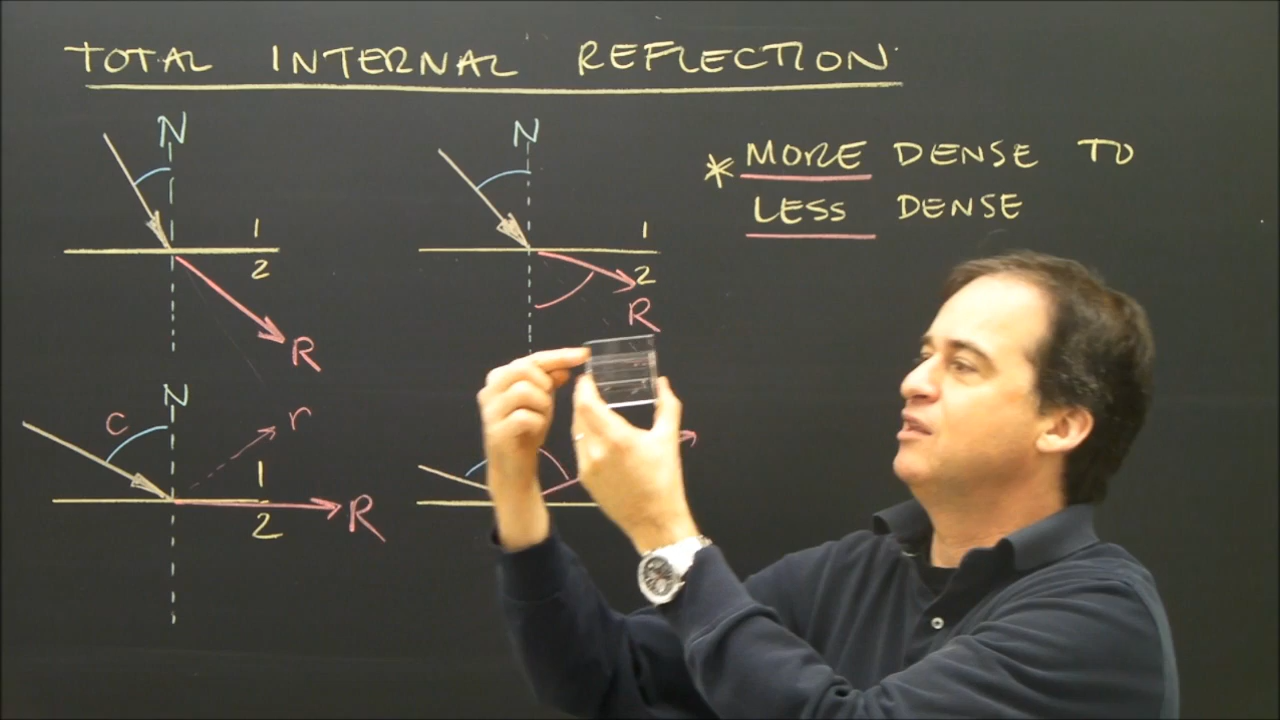 TOTAL INTERNAL REFLECTION
N
1
2
R
N
1
2
R
* MORE DENSE TO
LESS DENSE
N
c
r
1
2
R